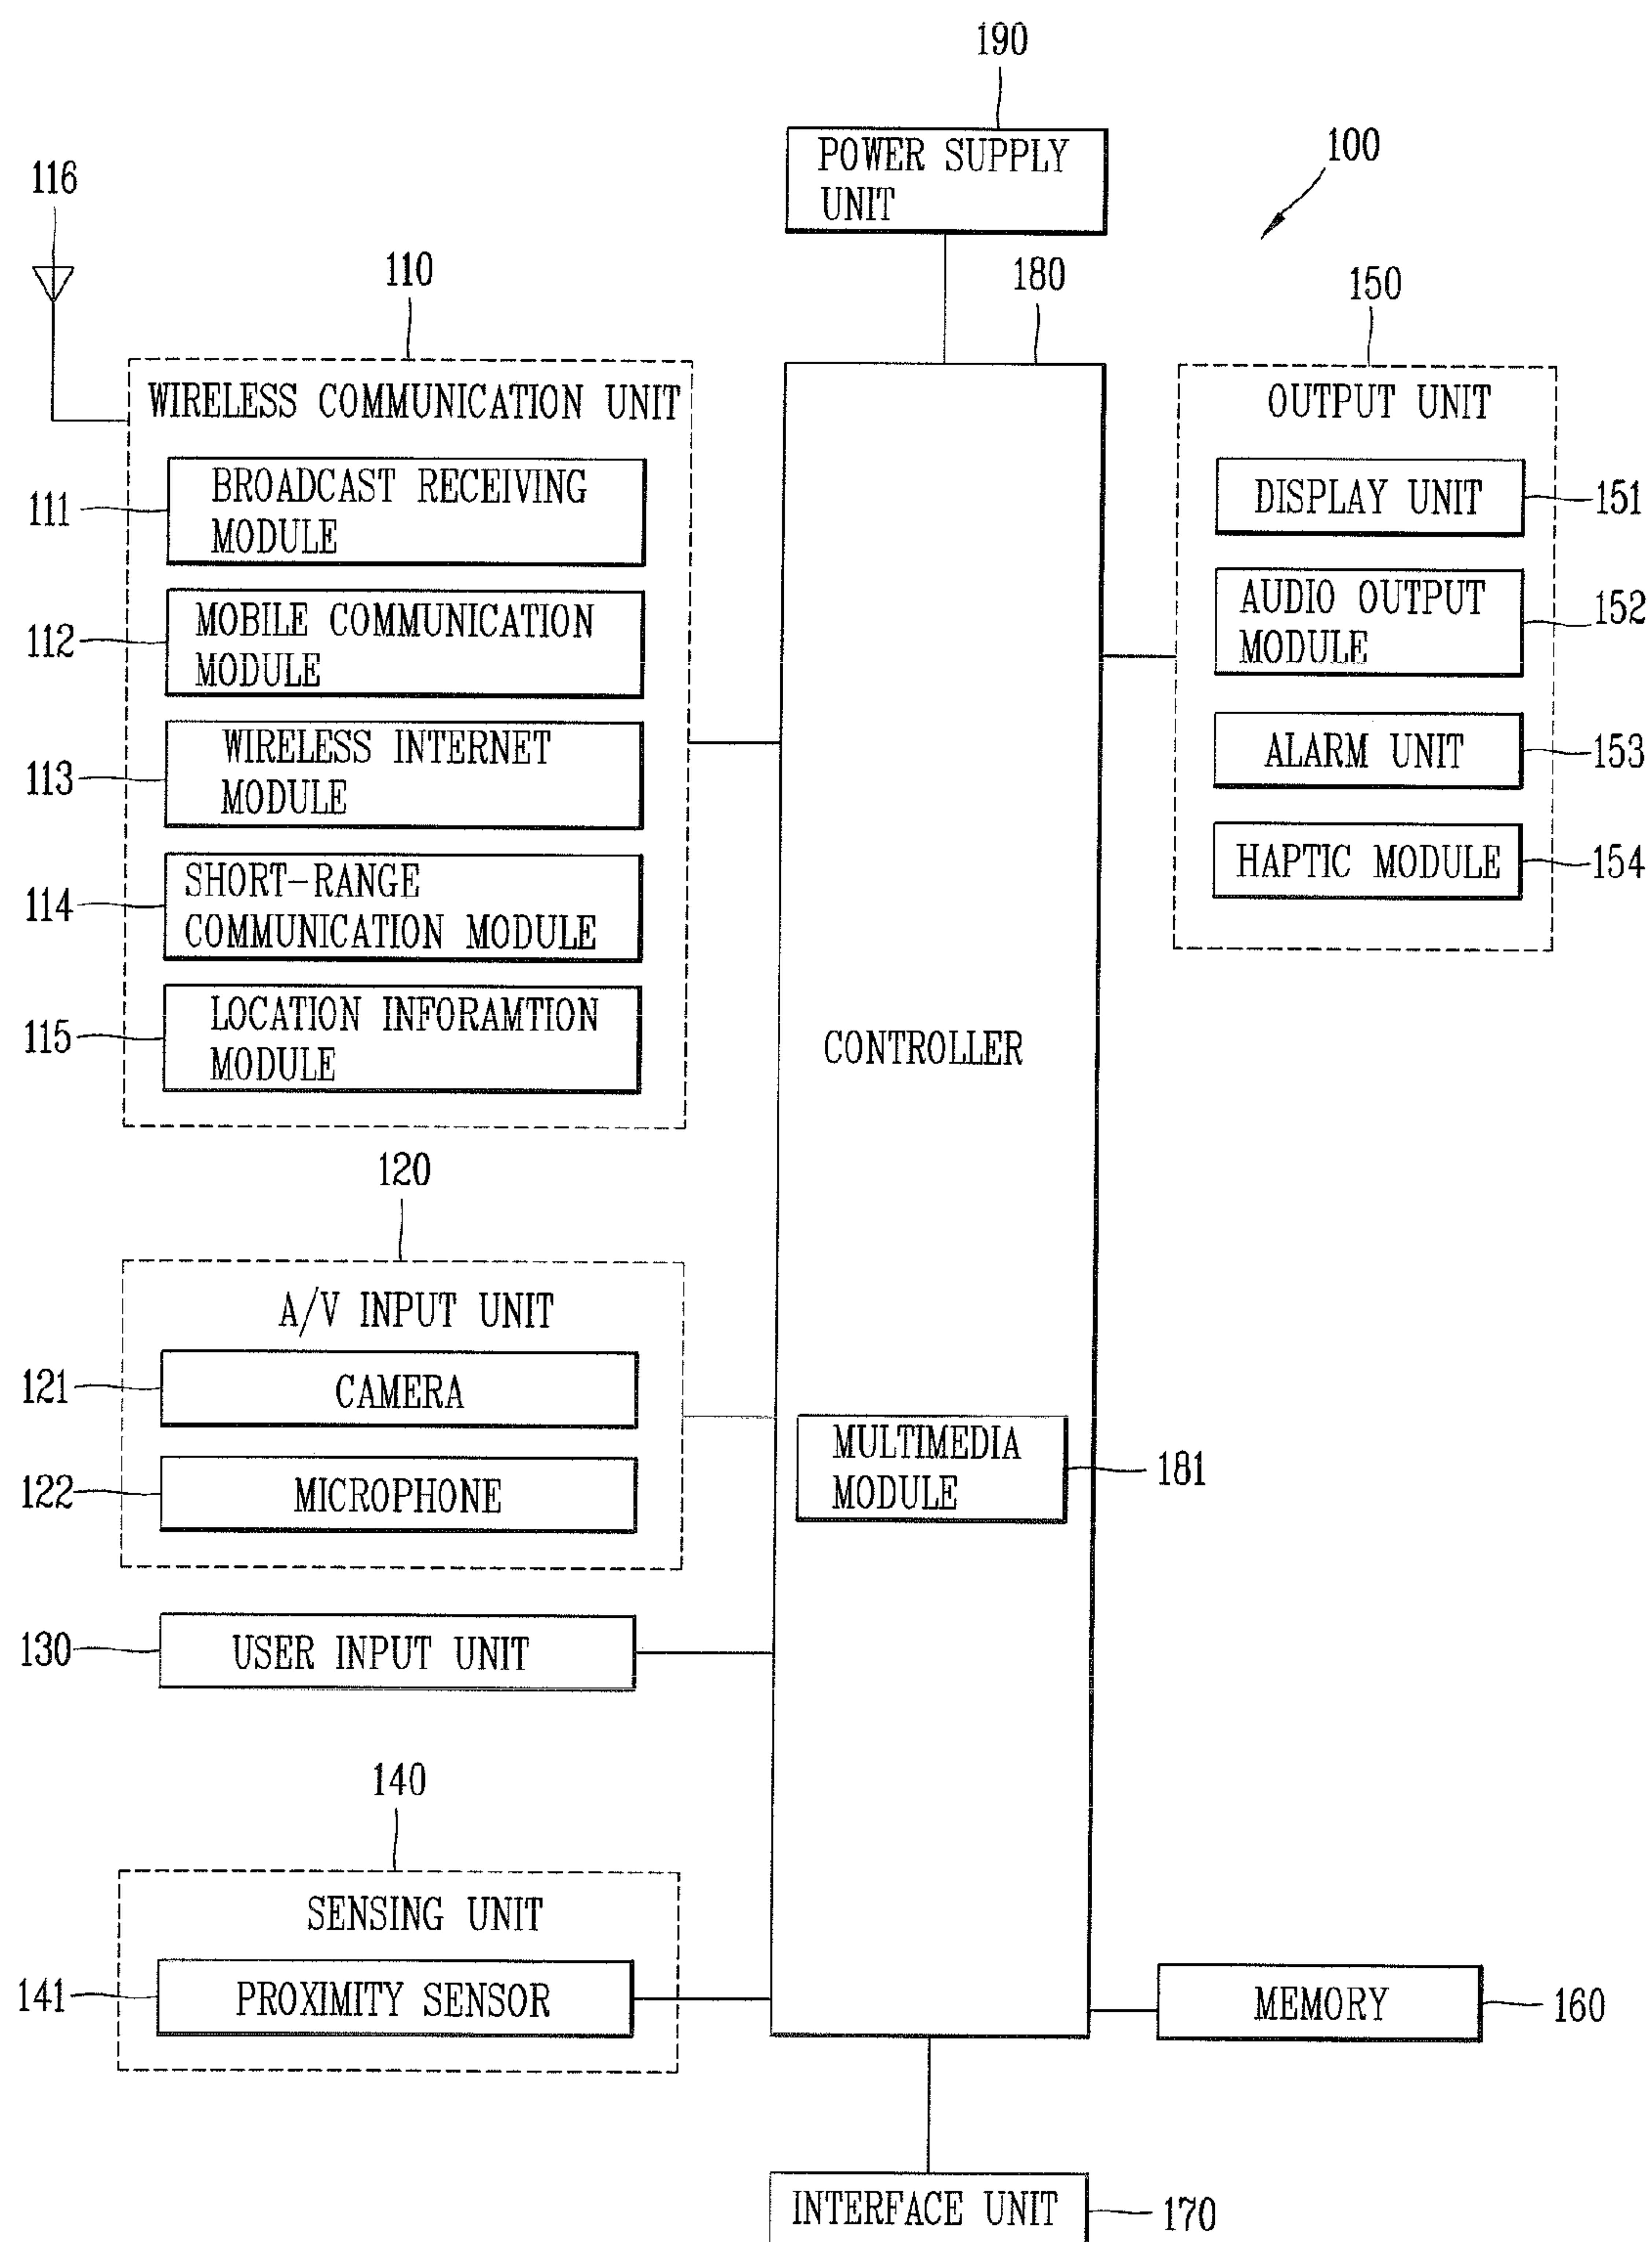 190
POWER SUPPLY
UNIT
100
116
110
180
150
WIRELESS COMMUNICATION UNIT
111
BROADCAST RECEIVING
MODULE
112
MOBILE COMMUNICATION
MODULE
113
WIRELESS INTERNET
MODULE
114
SHORT-RANGE
COMMUNICATION MODULE
115
LOCATION INFORAMTION
MODULE
OUTPUT UNIT
DISPLAY UNIT
151
AUDIO OUTPUT
MODULE
152
ALARM UNIT
153
HAPTIC MODULE
154
CONTROLLER
120
A/V INPUT UNIT
121
CAMERA
122
MICROPHONE
MULTIMEDIA
MODULE
181
130
USER INPUT UNIT
140
SENSING UNIT
141
PROXIMITY SENSOR
MEMORY
160
INTERFACE UNIT
170